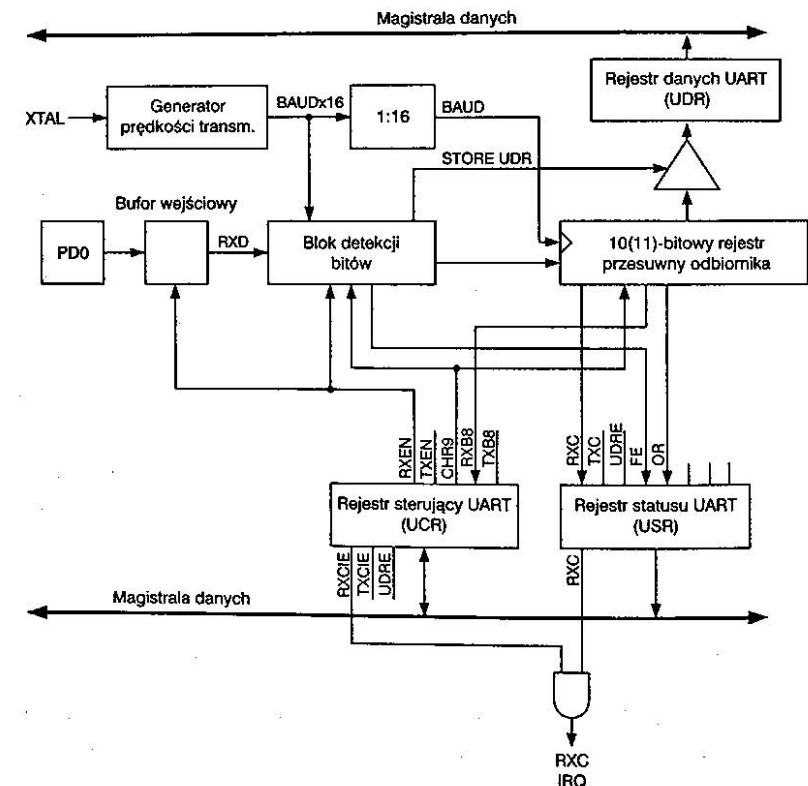 Magistrala danych
Rejestr danych UART
(UDR)
XTAL
Generator
prędkości transm.
BAUDx16
1:16
BAUD
STORE UDR
Bufor wejściowy
PD0
RXD
Blok detekcji
bitów
10(11)-bitowy rejestr
przesuwny odbiornika
RXEN
TXEN
CHR9
RXB8
TXB8
RXC
TXC
UDRE
FE
OR
Rejestr sterujący UART
(UCR)
Rejestr statusu UART
(USR)
RXCIE
TXCIE
UDRE
RXC
Magistrala danych
RXC
IRQ